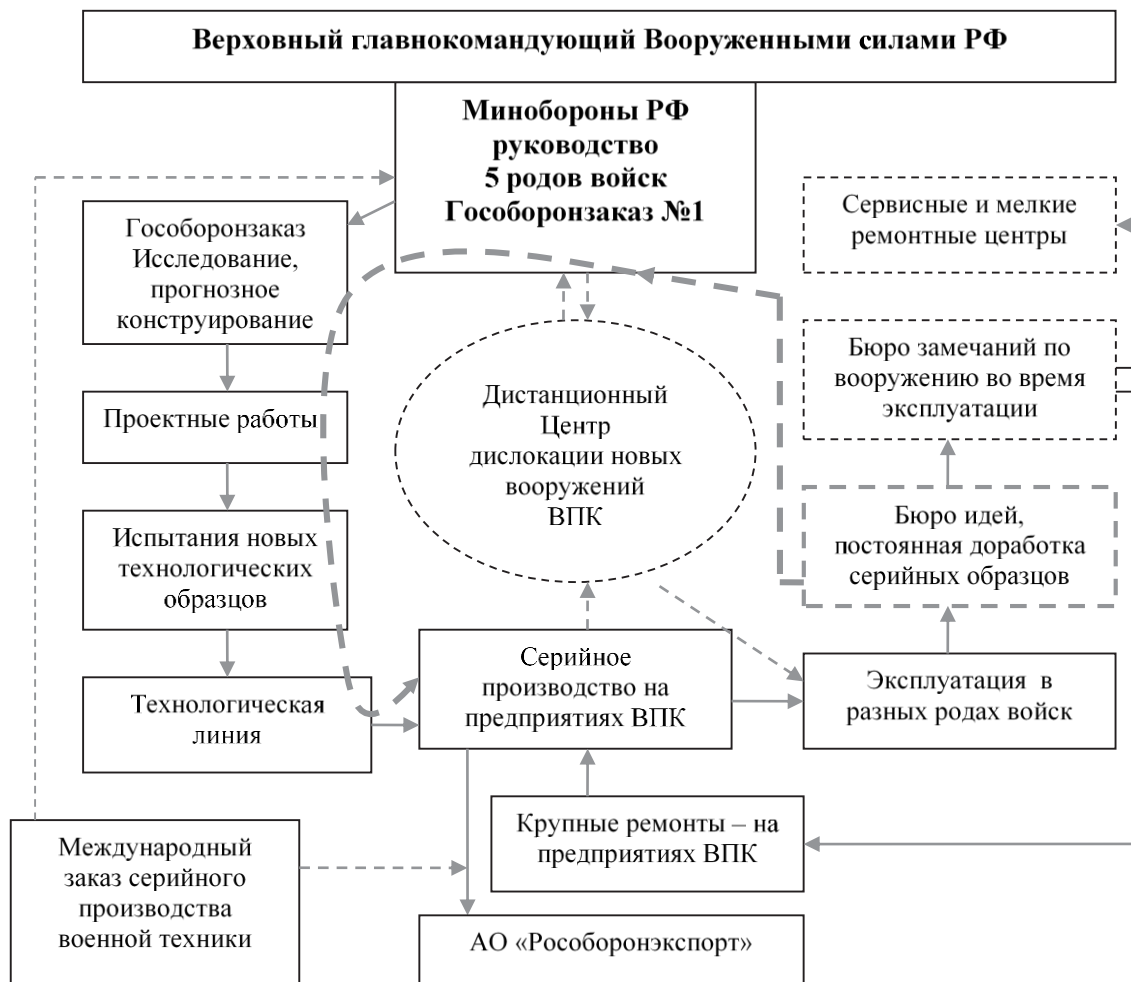 Верховный главнокомандующий Вооруженными силами РФ
Минобороны РФ
руководство
5 родов войск
Гособоронзаказ №1
Гособоронзаказ
Исследование,
прогнозное
конструирование
Проектные работы
Испытания новых
технологических
образцов
Технологическая
линия
Международный
заказ серийного
производства
военной техники
Дистанционный
Центр
дислокации новых
вооружений
ВПК
Серийное
производство на
предприятиях ВПК
Крупные ремонты – на
предприятиях ВПК
АО «Рособоронэкспорт»
Сервисные и мелкие
ремонтные центры
Бюро замечаний по
вооружению во время
эксплуатации
Бюро идей,
постоянная доработка
серийных образцов
Эксплуатация в
разных родах войск